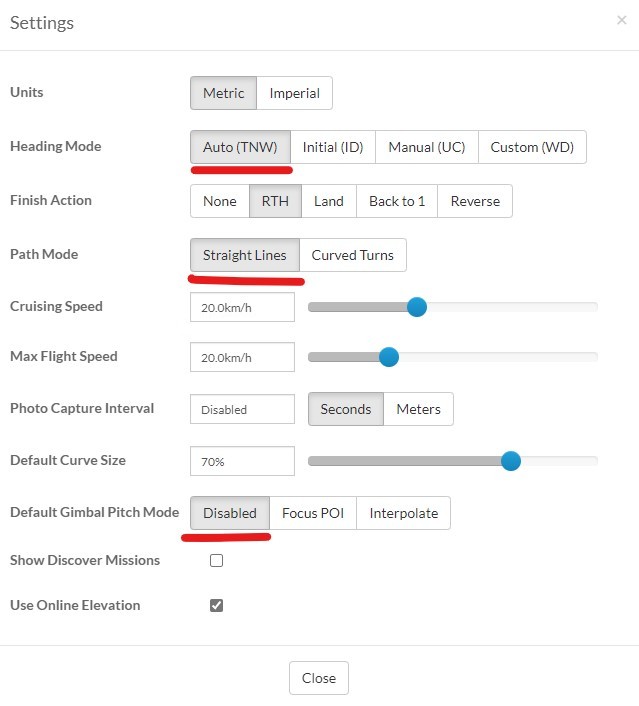 Settings ×
Units Metric Imperial
Heading Mode Auto (TNW) Initial (ID) Manual (UC) Custom (WD)
Finish Action None RTH Land Back to 1 Reverse
Path Mode Straight Lines Curved Turns
Cruising Speed 20.0km/h
Max Flight Speed 20.0km/h
Photo Capture Interval Disabled Seconds Meters
Default Curve Size 70%
Default Gimbal Pitch Mode Disabled Focus POI Interpolate
Show Discover Missions
Use Online Elevation
Close